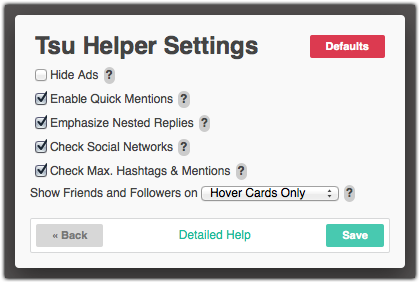 Tsu Helper Settings
Defaults
Hide Ads ?
Enable Quick Mentions ?
Emphasize Nested Replies ?
Check Social Networks ?
Check Max. Hashtags & Mentions ?
Show Friends and Followers on Hover Cards Only ?
« Back Detailed Help Save